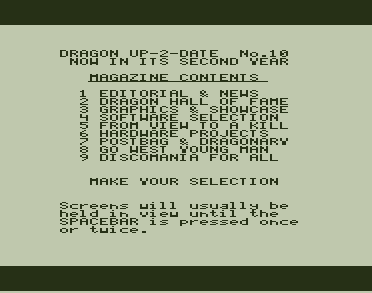 DRAGON UP-2-DATE No.10
NOW IN ITS SECOND YEAR
MAGAZINE CONTENTS
1 EDITORIAL & NEWS
2 DRAGON HALL OF FAME
3 GRAPHICS & SHOWCASE
4 SOFTWARE SELECTION
5 FROM VIEW TO A KILL
6 HARDWARE PROJECTS
7 POSTBAG & DRAGONARY
8 GO WEST YOUNG MAN
9 DISCOMANIA FOR ALL
MAKE YOUR SELECTION
Screens will usually be
held in view until the
SPACEBAR is pressed once
or twice.